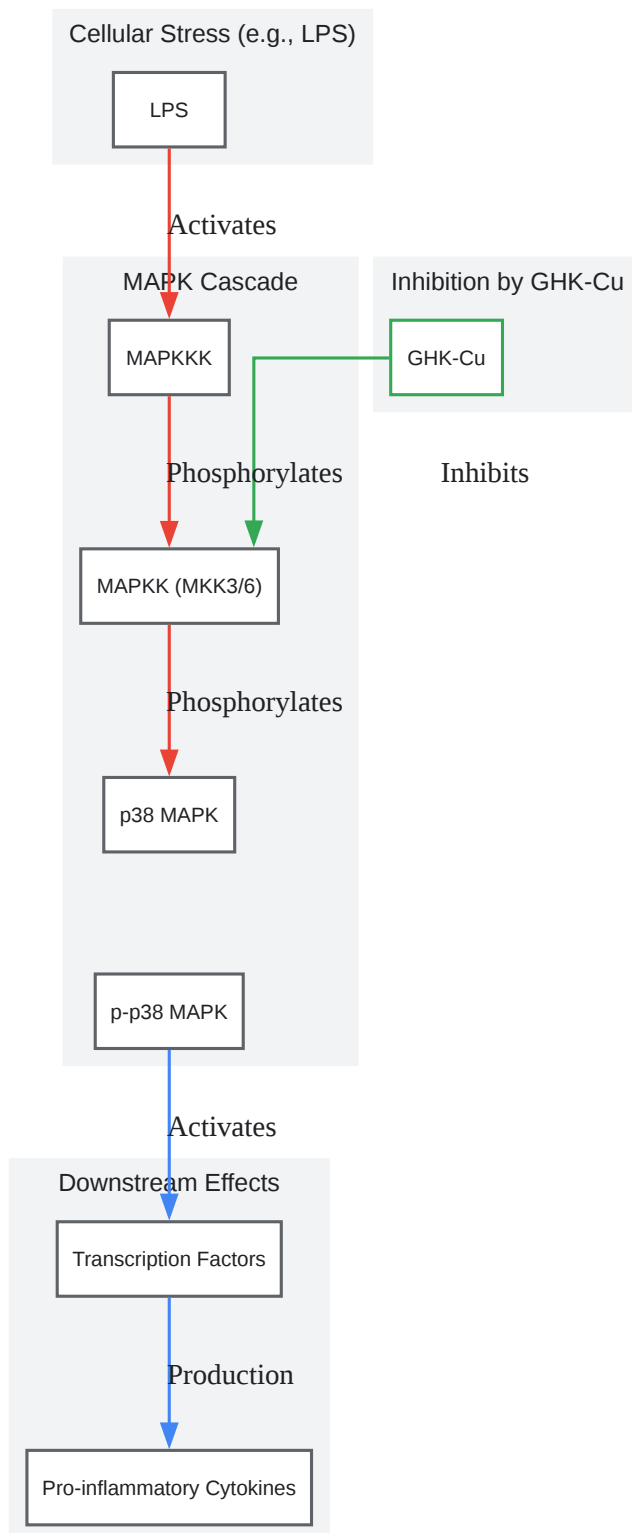 Cellular Stress (e.g., LPS)
LPS
Activates
MAPK Cascade
Inhibition by GHK-Cu
MAPKKK
GHK-Cu
Phosphorylates
Inhibits
MAPKK (MKK3/6)
Phosphorylates
p38 MAPK
p-p38 MAPK
Activates
Downstream Effects
Transcription Factors
Production
Pro-inflammatory Cytokines